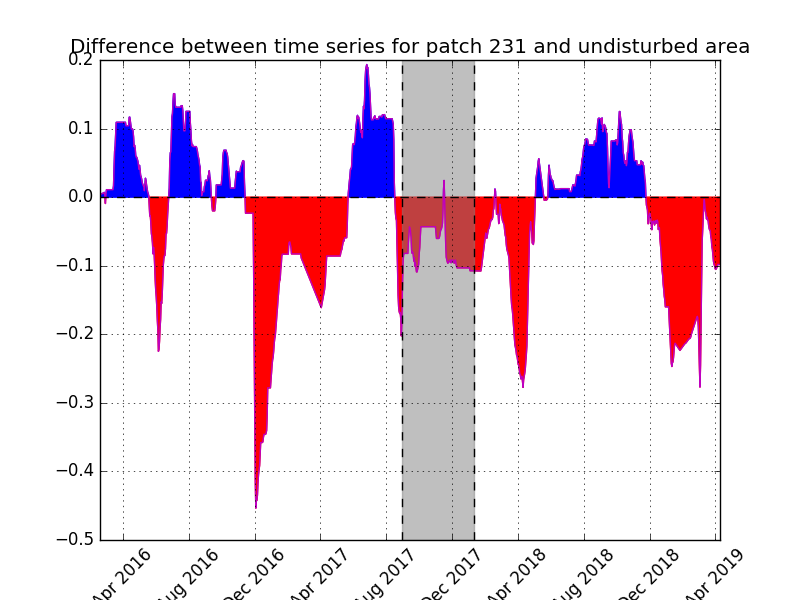 Difference between time series for patch 231 and undisturbed area
0.2
0.1
0.0
−0.1
−0.2
−0.3
−0.4
−0.5
Apr 2016
Aug 2016
Dec 2016
Apr 2017
Aug 2017
Dec 2017
Apr 2018
Aug 2018
Dec 2018
Apr 2019